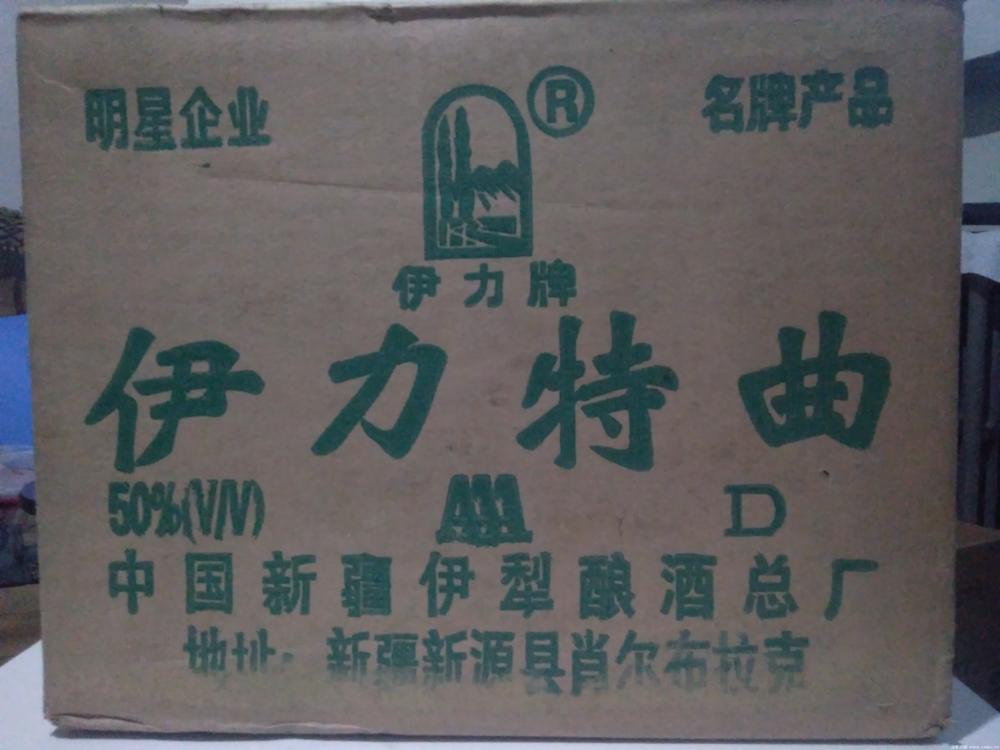 明星企业 ® 名牌产品
伊力牌
伊力特曲
50%(V/V) D
中国新疆伊犁酿酒总厂
地址：新疆新源县肖尔布拉克